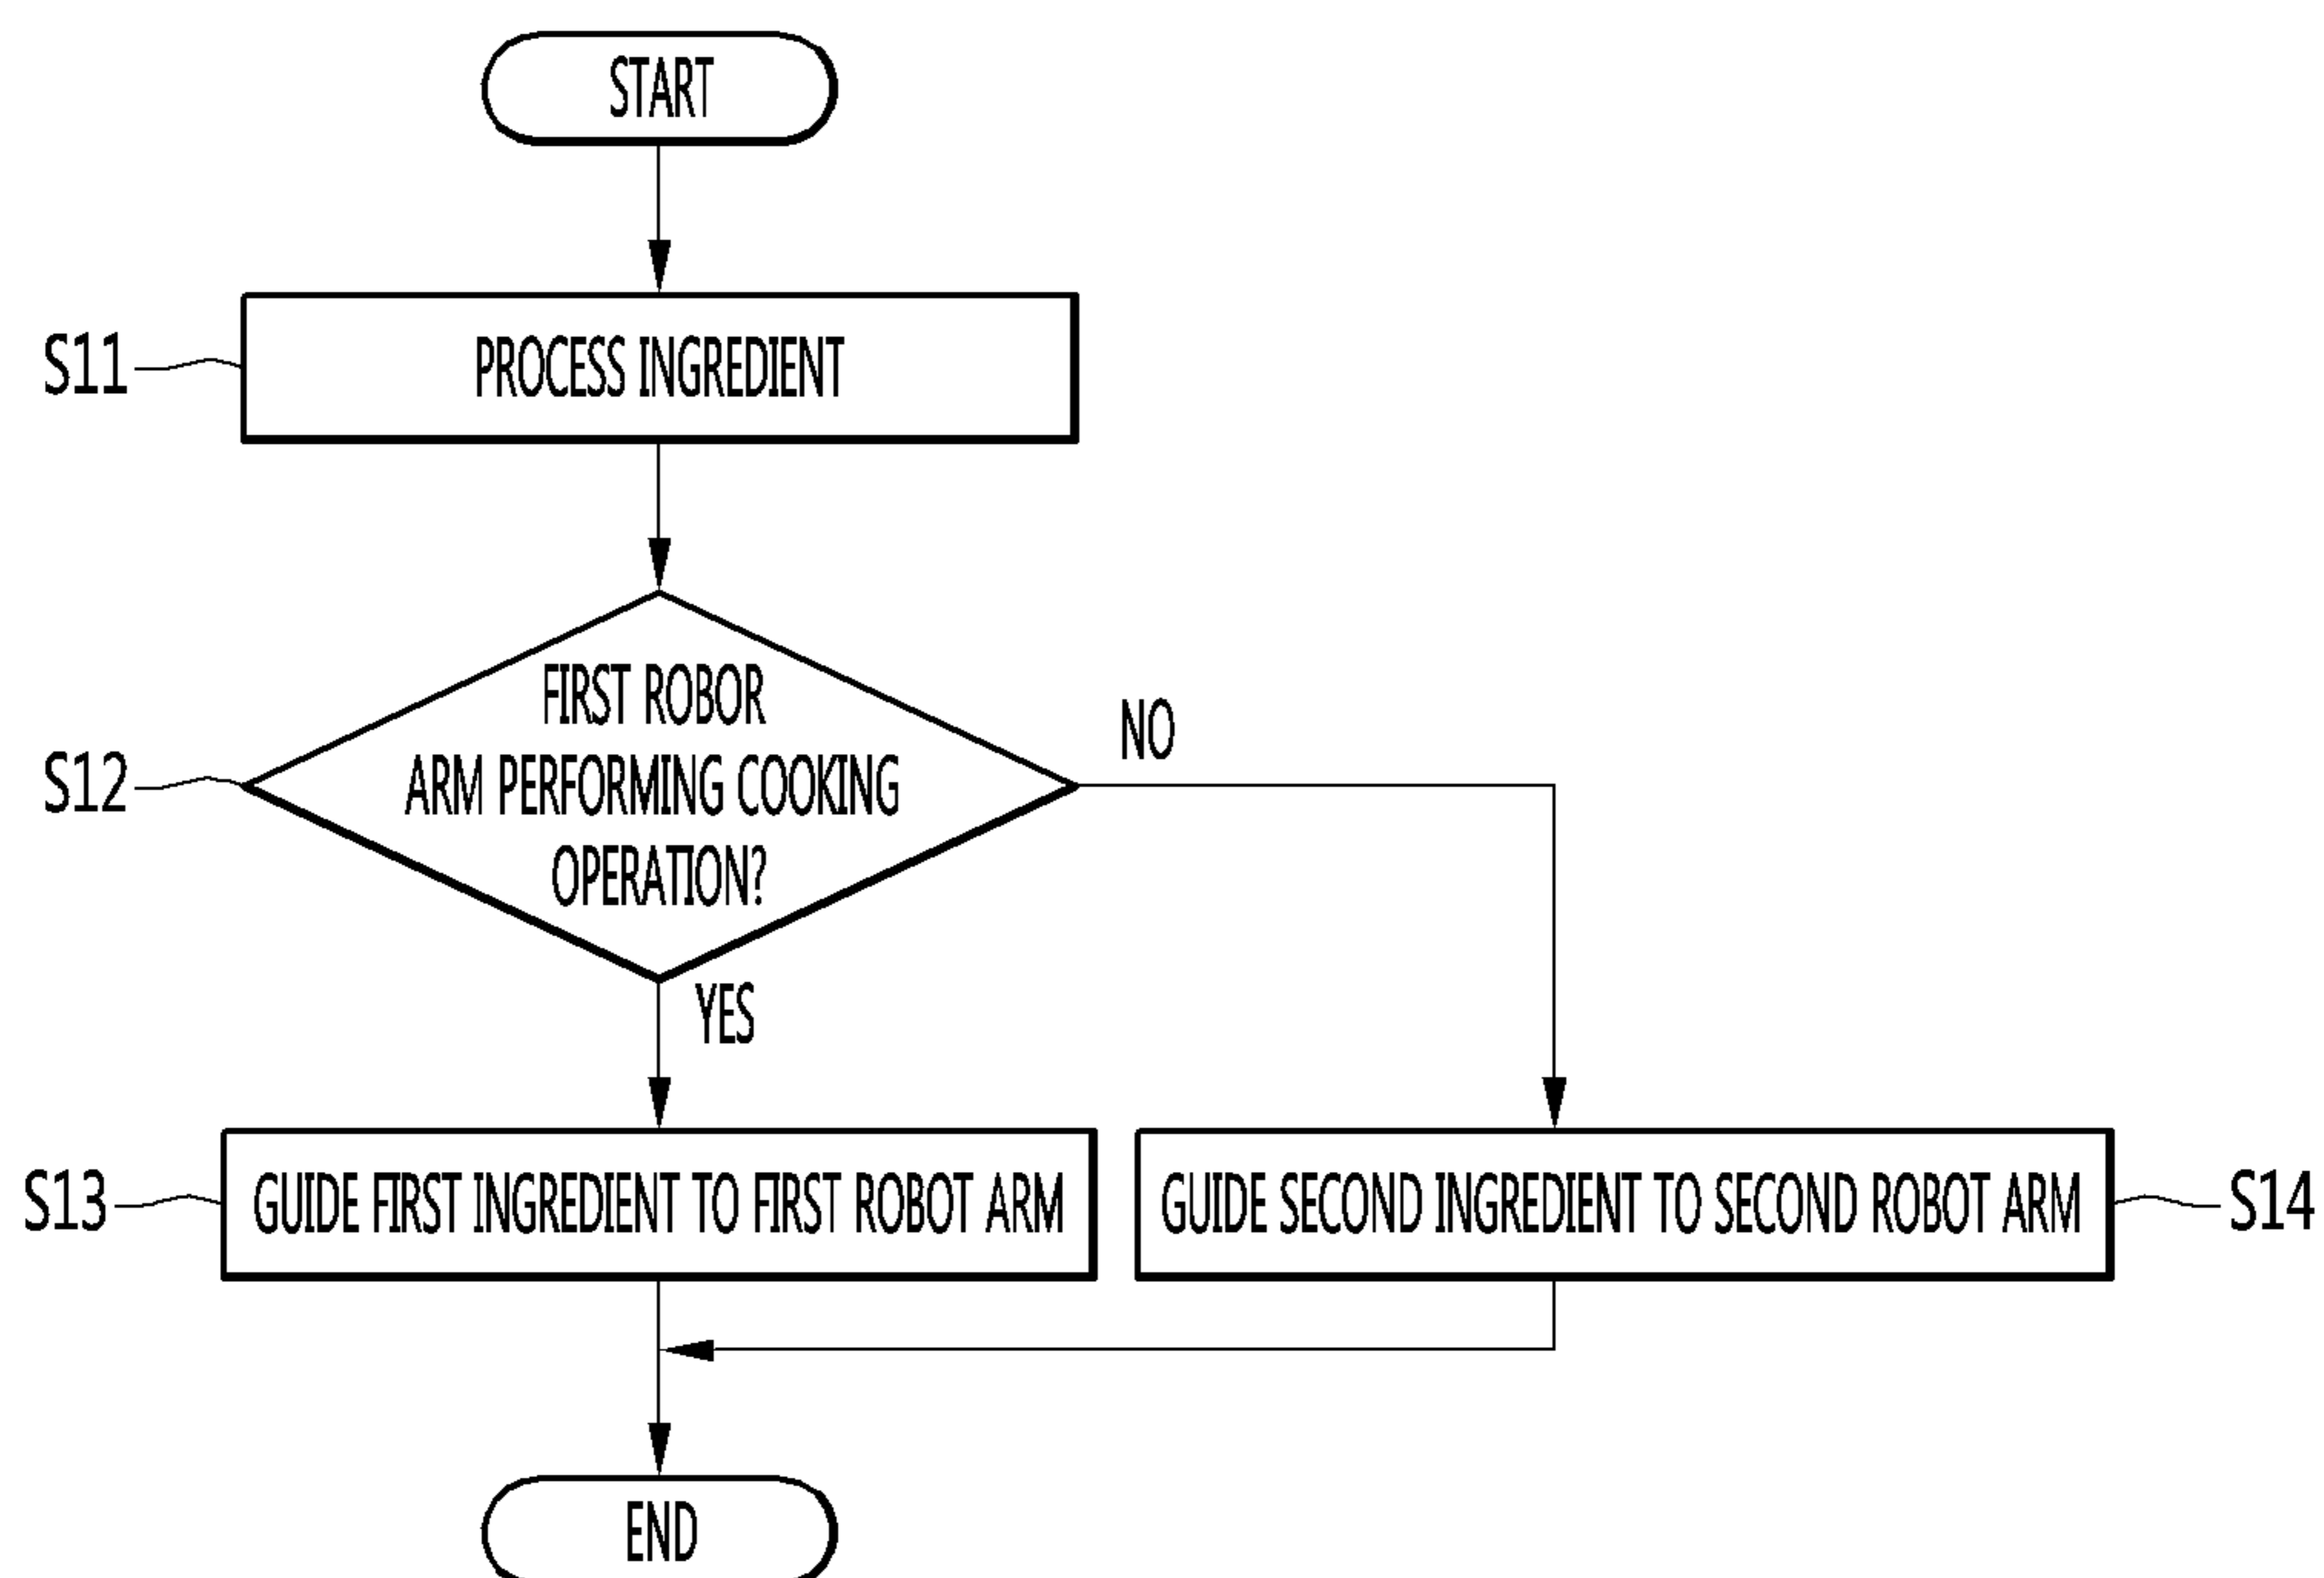 START
S11
PROCESS INGREDIENT
FIRST ROBOR
ARM PERFORMING COOKING
OPERATION?
S12
NO
YES
S13
GUIDE FIRST INGREDIENT TO FIRST ROBOT ARM
GUIDE SECOND INGREDIENT TO SECOND ROBOT ARM
S14
END